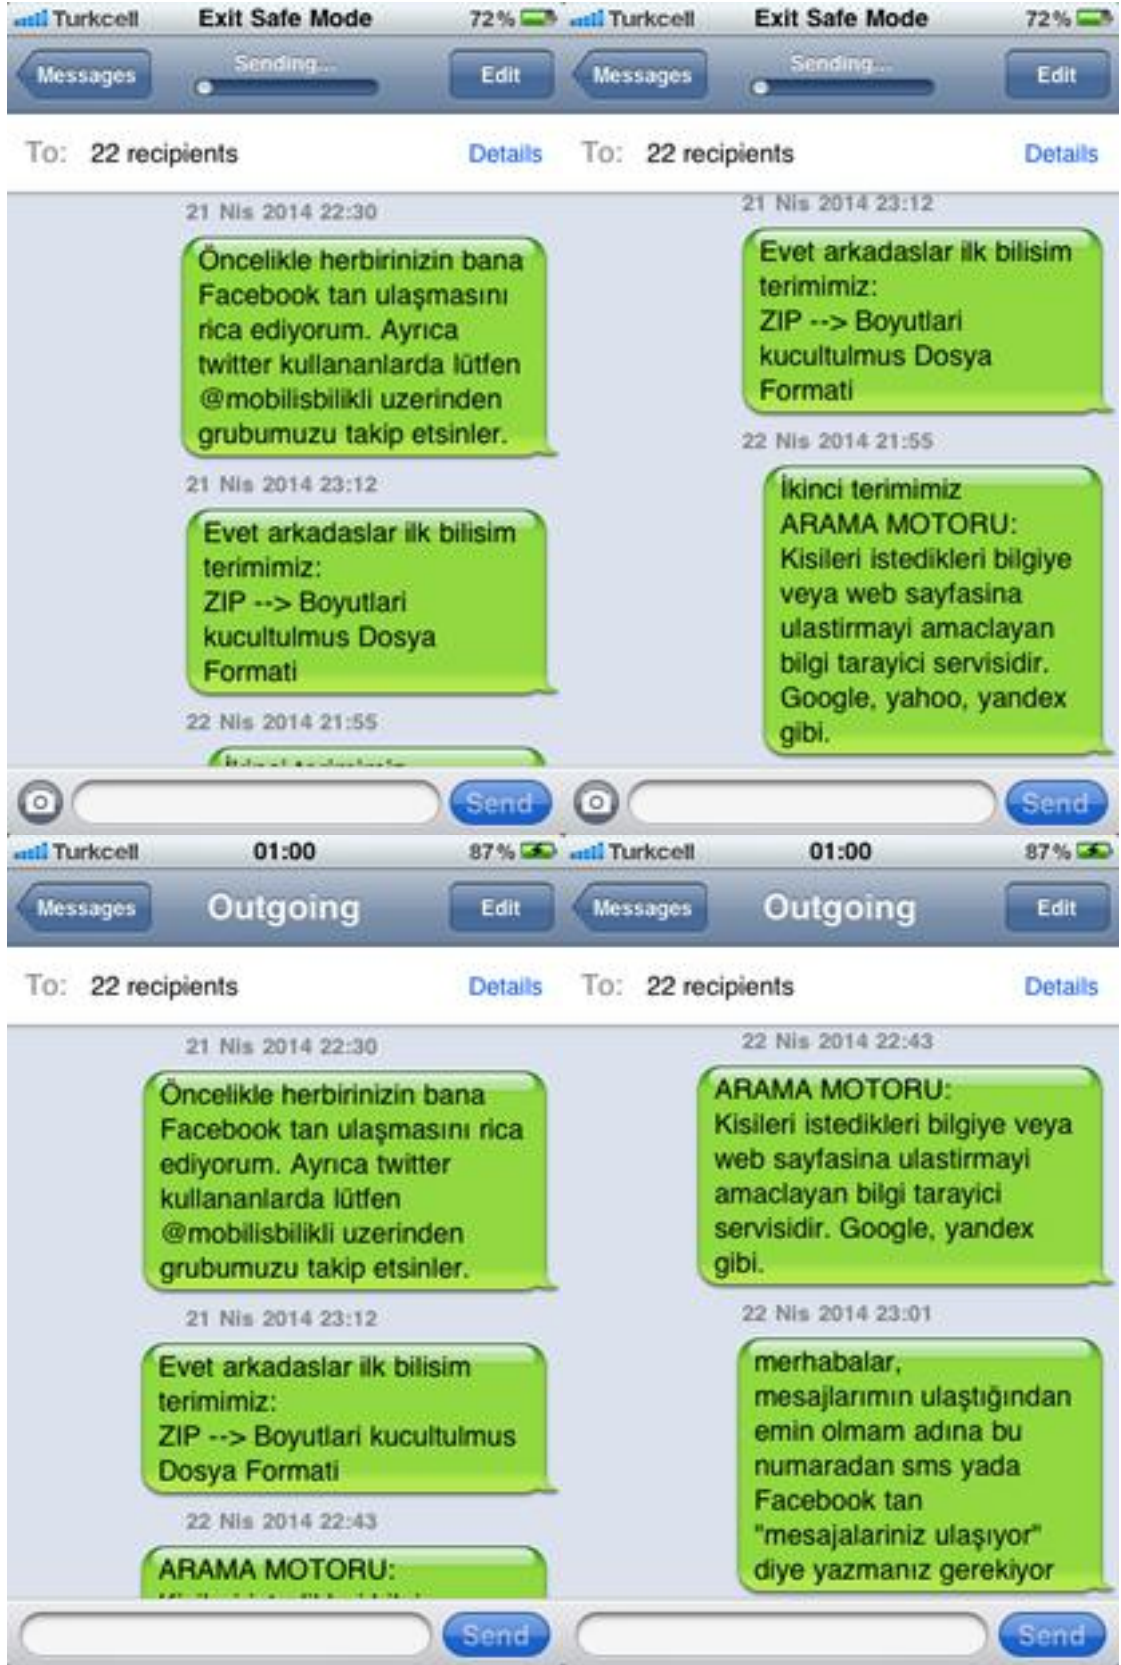 Turkcell Exit Safe Mode 72%
Messages Sending... Edit
To: 22 recipients Details
21 Nis 2014 22:30
Öncelikle herbirinizin bana
Facebook tan ulaşmasını
rica ediyorum. Ayrıca
twitter kullananlarda lütfen
@mobilisbilikli uzerinden
grubumuzu takip etsinler.
21 Nis 2014 23:12
Evet arkadaslar ilk bilisim
terimimiz:
ZIP --> Boyutlari
kucultulmus Dosya
Formati
22 Nis 2014 21:55
İkinci terimimiz
Send
Turkcell Exit Safe Mode 72%
Messages Sending... Edit
To: 22 recipients Details
21 Nis 2014 23:12
Evet arkadaslar ilk bilisim
terimimiz:
ZIP --> Boyutlari
kucultulmus Dosya
Formati
22 Nis 2014 21:55
İkinci terimimiz
ARAMA MOTORU:
Kisileri istedikleri bilgiye
veya web sayfasina
ulastirmayi amaclayan
bilgi tarayici servisidir.
Google, yahoo, yandex
gibi.
Send
Turkcell 01:00 87%
Messages Outgoing Edit
To: 22 recipients Details
21 Nis 2014 22:30
Öncelikle herbirinizin bana
Facebook tan ulaşmasını rica
ediyorum. Ayrıca twitter
kullananlarda lütfen
@mobilisbilikli uzerinden
grubumuzu takip etsinler.
21 Nis 2014 23:12
Evet arkadaslar ilk bilisim
terimimiz:
ZIP --> Boyutlari kucultulmus
Dosya Formati
22 Nis 2014 22:43
ARAMA MOTORU:
Send
Turkcell 01:00 87%
Messages Outgoing Edit
To: 22 recipients Details
22 Nis 2014 22:43
ARAMA MOTORU:
Kisileri istedikleri bilgiye veya
web sayfasina ulastirmayi
amaclayan bilgi tarayici
servisidir. Google, yandex
gibi.
22 Nis 2014 23:01
merhabalar,
mesajlarımın ulaştığından
emin olmam adına bu
numaradan sms yada
Facebook tan
"mesajalariniz ulaşıyor"
diye yazmanız gerekiyor
Send